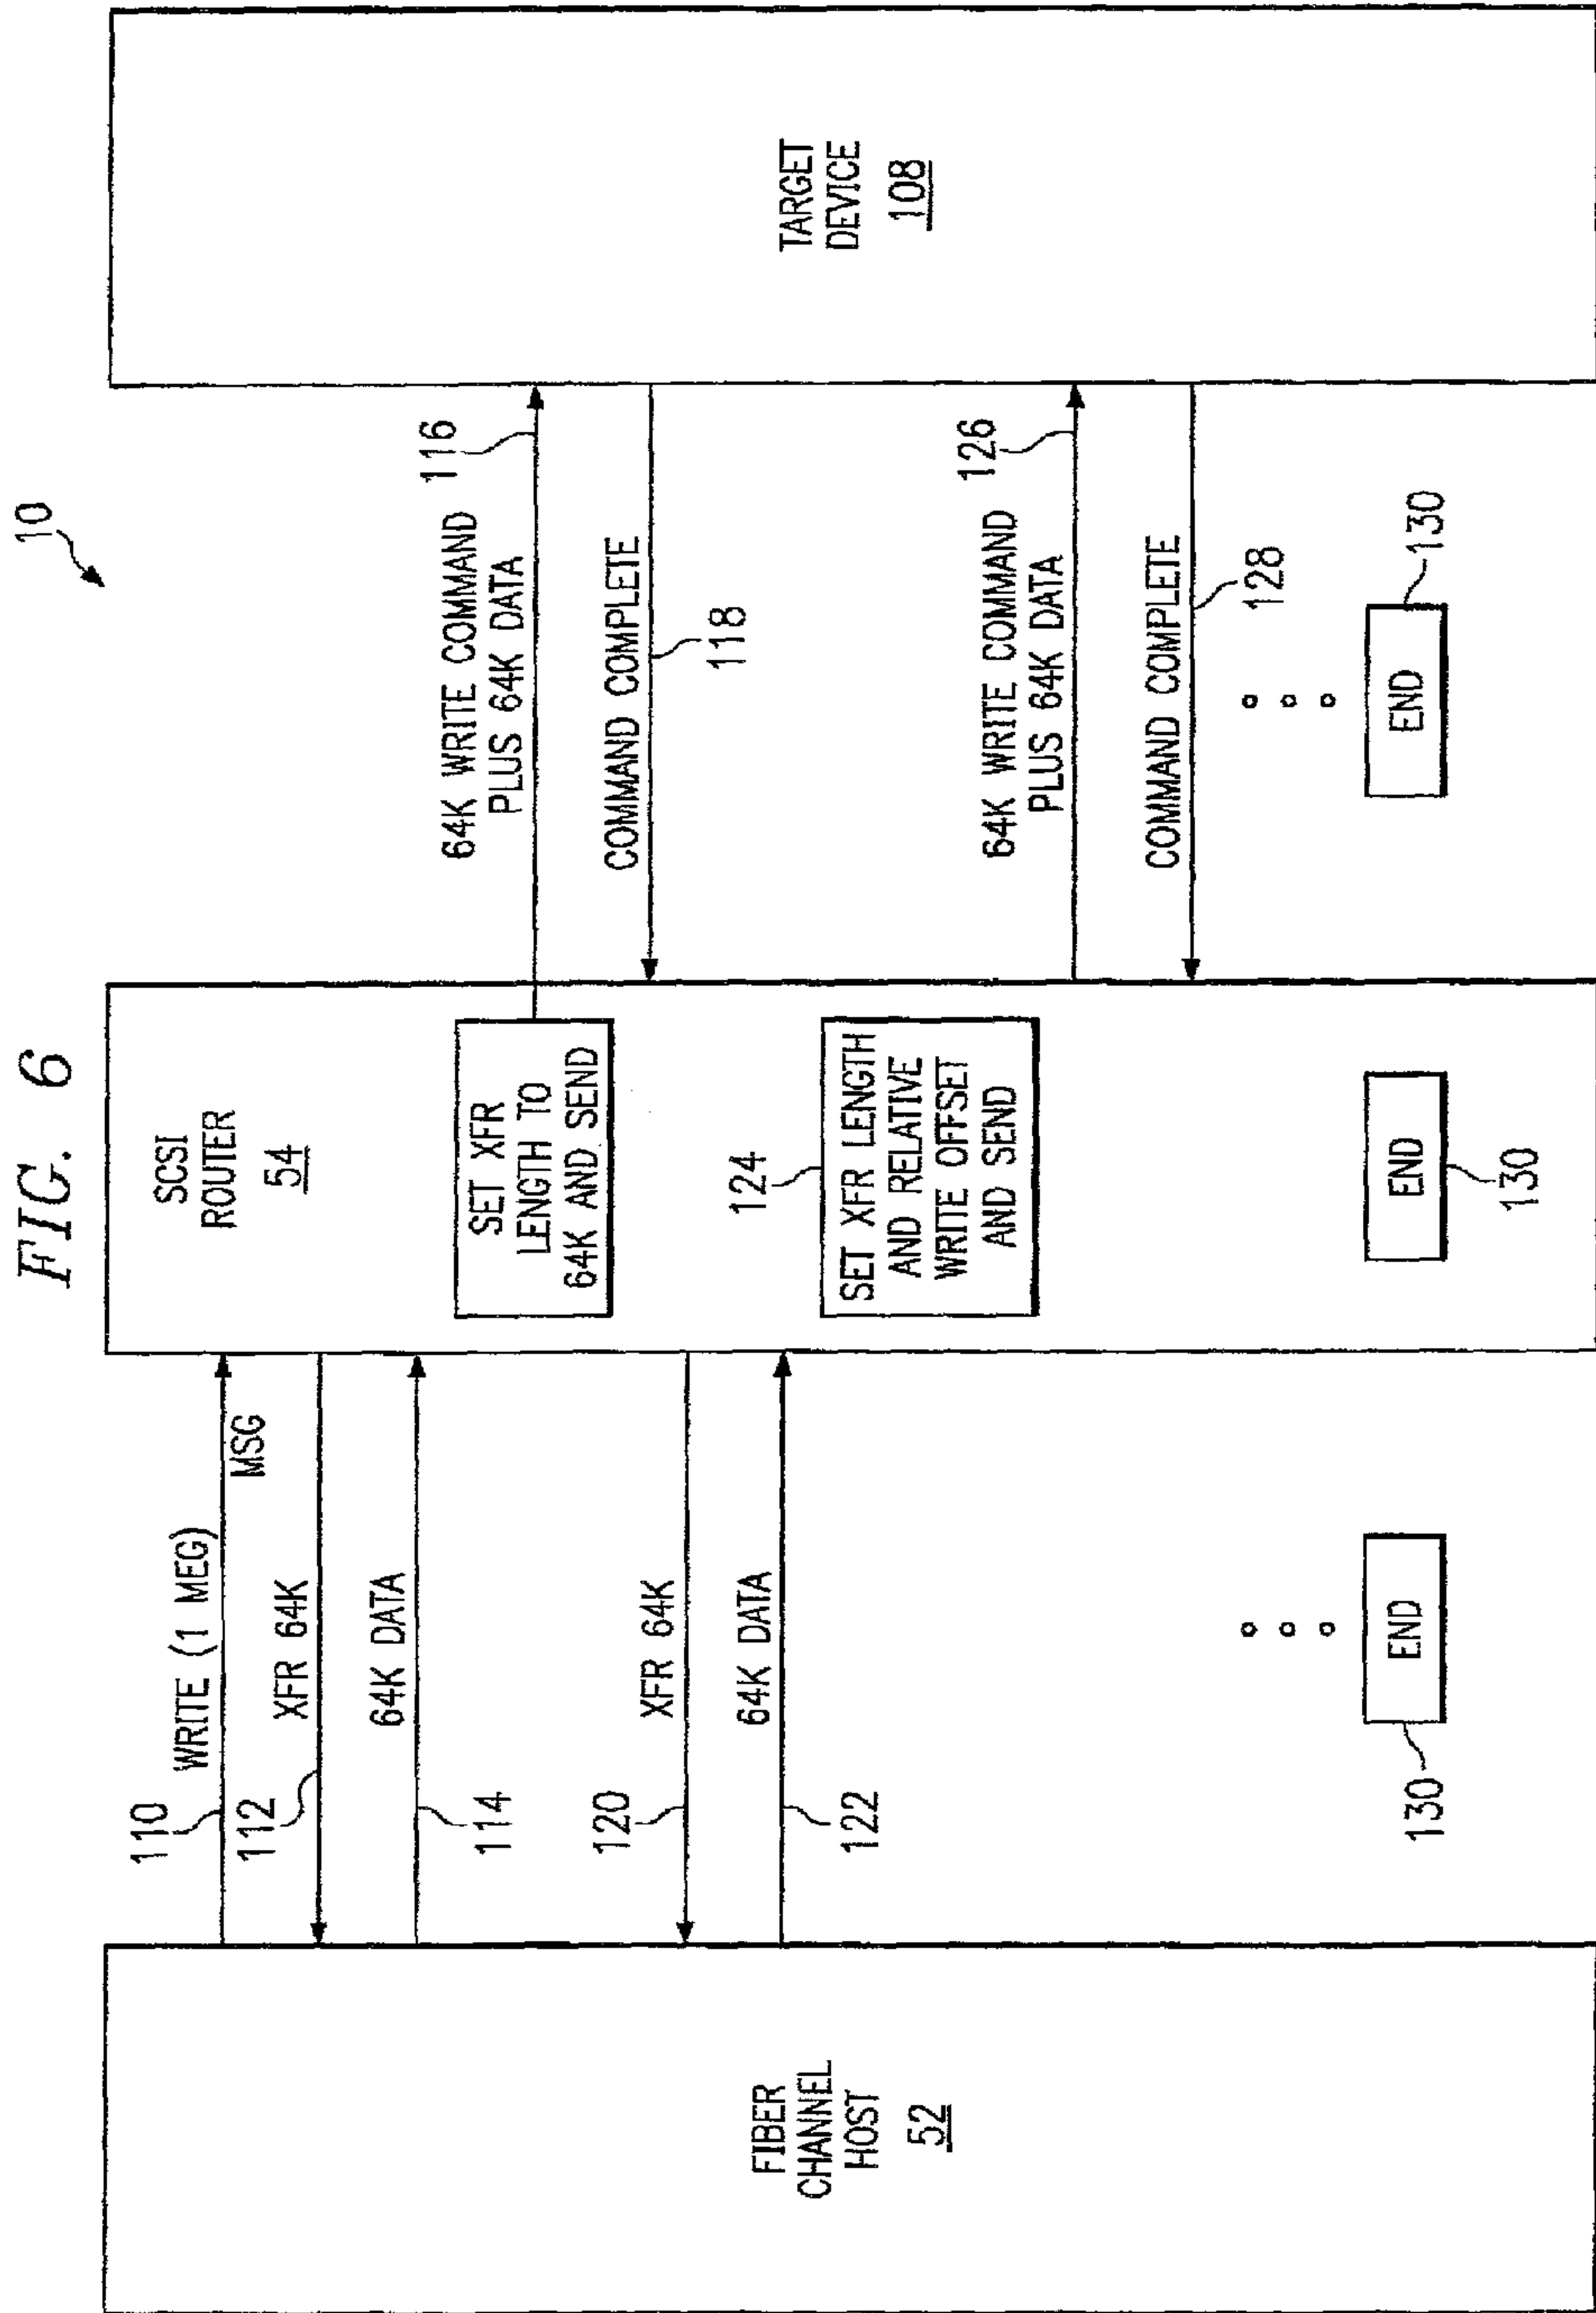 FIG. 6
10
FIBER
CHANNEL
HOST
52
SCSI
ROUTER
54
TARGET
DEVICE
108
110
WRITE (1 MEG)
MSG
112
XFR 64K
64K DATA
114
SET XFR
LENGTH TO
64K AND SEND
64K WRITE COMMAND
PLUS 64K DATA
116
COMMAND COMPLETE
118
120
XFR 64K
64K DATA
122
124
SET XFR LENGTH
AND RELATIVE
WRITE OFFSET
AND SEND
64K WRITE COMMAND
PLUS 64K DATA
126
COMMAND COMPLETE
128
END
130
END
130
END
130